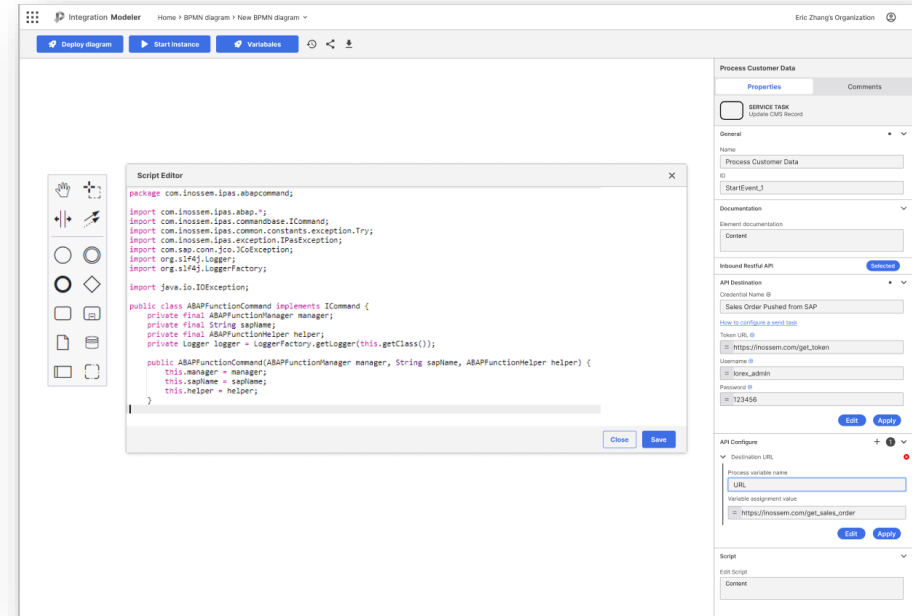 Integration Modeler
Home > BPMN diagram > New BPMN diagram
Eric Zhang's Organization
Deploy diagram
Start instance
Variabales
Process Customer Data
Properties
Comments
SERVICE TASK
Update CMS Record
General
Name
Process Customer Data
ID
StartEvent_1
Documentation
Element documentation
Content
Inbound Restful API
Selected
API Destination
Credential Name
Sales Order Pushed from SAP
How to configure a send task
Token URL
= https://inossem.com/get_token
Username
= lorex_admin
Password
= 123456
Edit
Apply
API Configure
+ 1
Destination URL
Process variable name
URL
Variable assignment value
= https://inossem.com/get_sales_order
Edit
Apply
Script
Edit Script
Content
Script Editor
package com.inossem.ipas.abapcommand;
import com.inossem.ipas.abap.*;
import com.inossem.ipas.commandbase.ICommand;
import com.inossem.ipas.common.constants.exception.Try;
import com.inossem.ipas.exception.IPasException;
import com.sap.conn.jco.JCoException;
import org.slf4j.Logger;
import org.slf4j.LoggerFactory;
import java.io.IOException;
public class ABAPFunctionCommand implements ICommand {
private final ABAPFunctionManager manager;
private final String sapName;
private final ABAPFunctionHelper helper;
private Logger logger = LoggerFactory.getLogger(this.getClass());
public ABAPFunctionCommand(ABAPFunctionManager manager, String sapName, ABAPFunctionHelper helper) {
this.manager = manager;
this.sapName = sapName;
this.helper = helper;
}
Close
Save